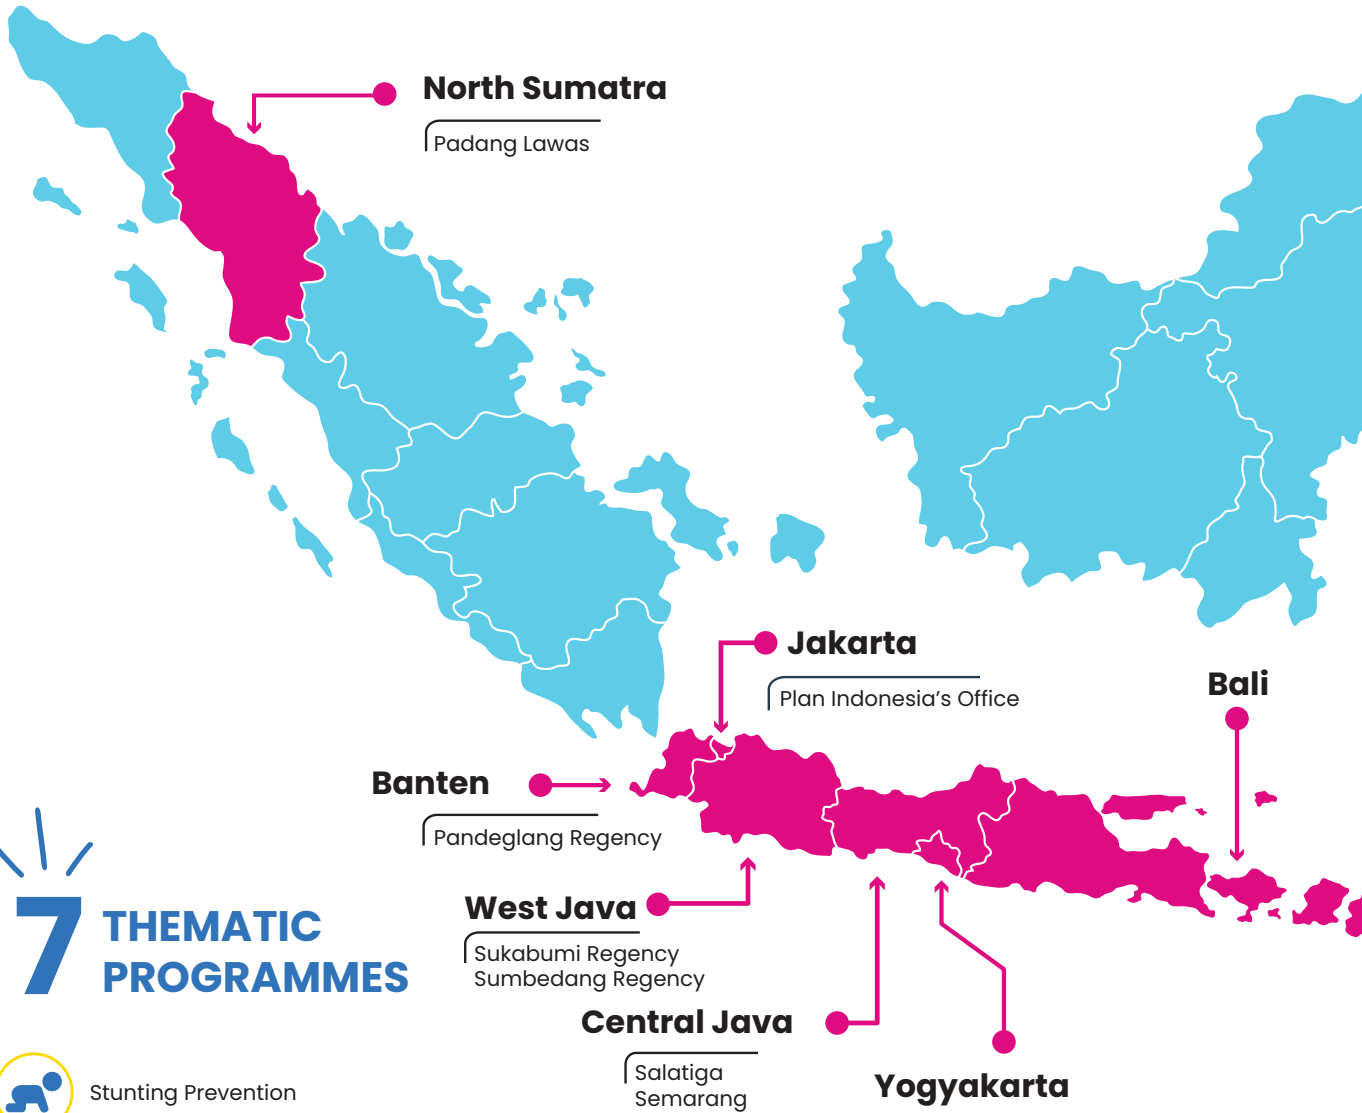 North Sumatra
Padang Lawas
Jakarta
Plan Indonesia's Office
Bali
Banten
Pandeglang Regency
West Java
Sukabumi Regency
Sumbedang Regency
7 THEMATIC
PROGRAMMES
Central Java
Salatiga
Semarang
Yogyakarta
Stunting Prevention